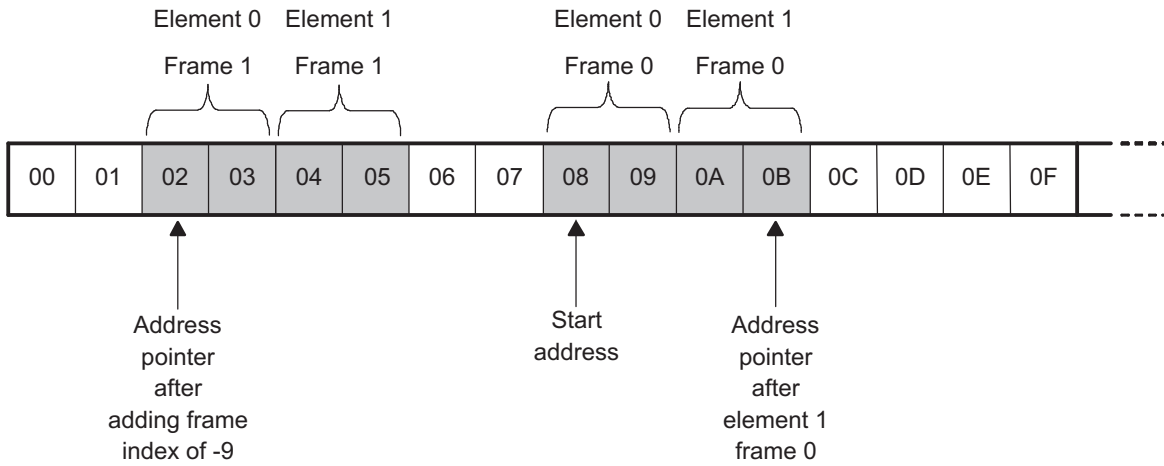 Element 0 Element 1 Element 0 Element 1
Frame 1 Frame 1 Frame 0 Frame 0
00 01 02 03 04 05 06 07 08 09 0A 0B 0C 0D 0E 0F
Address
pointer
after
adding frame
index of -9
Start
address
Address
pointer
after
element 1
frame 0